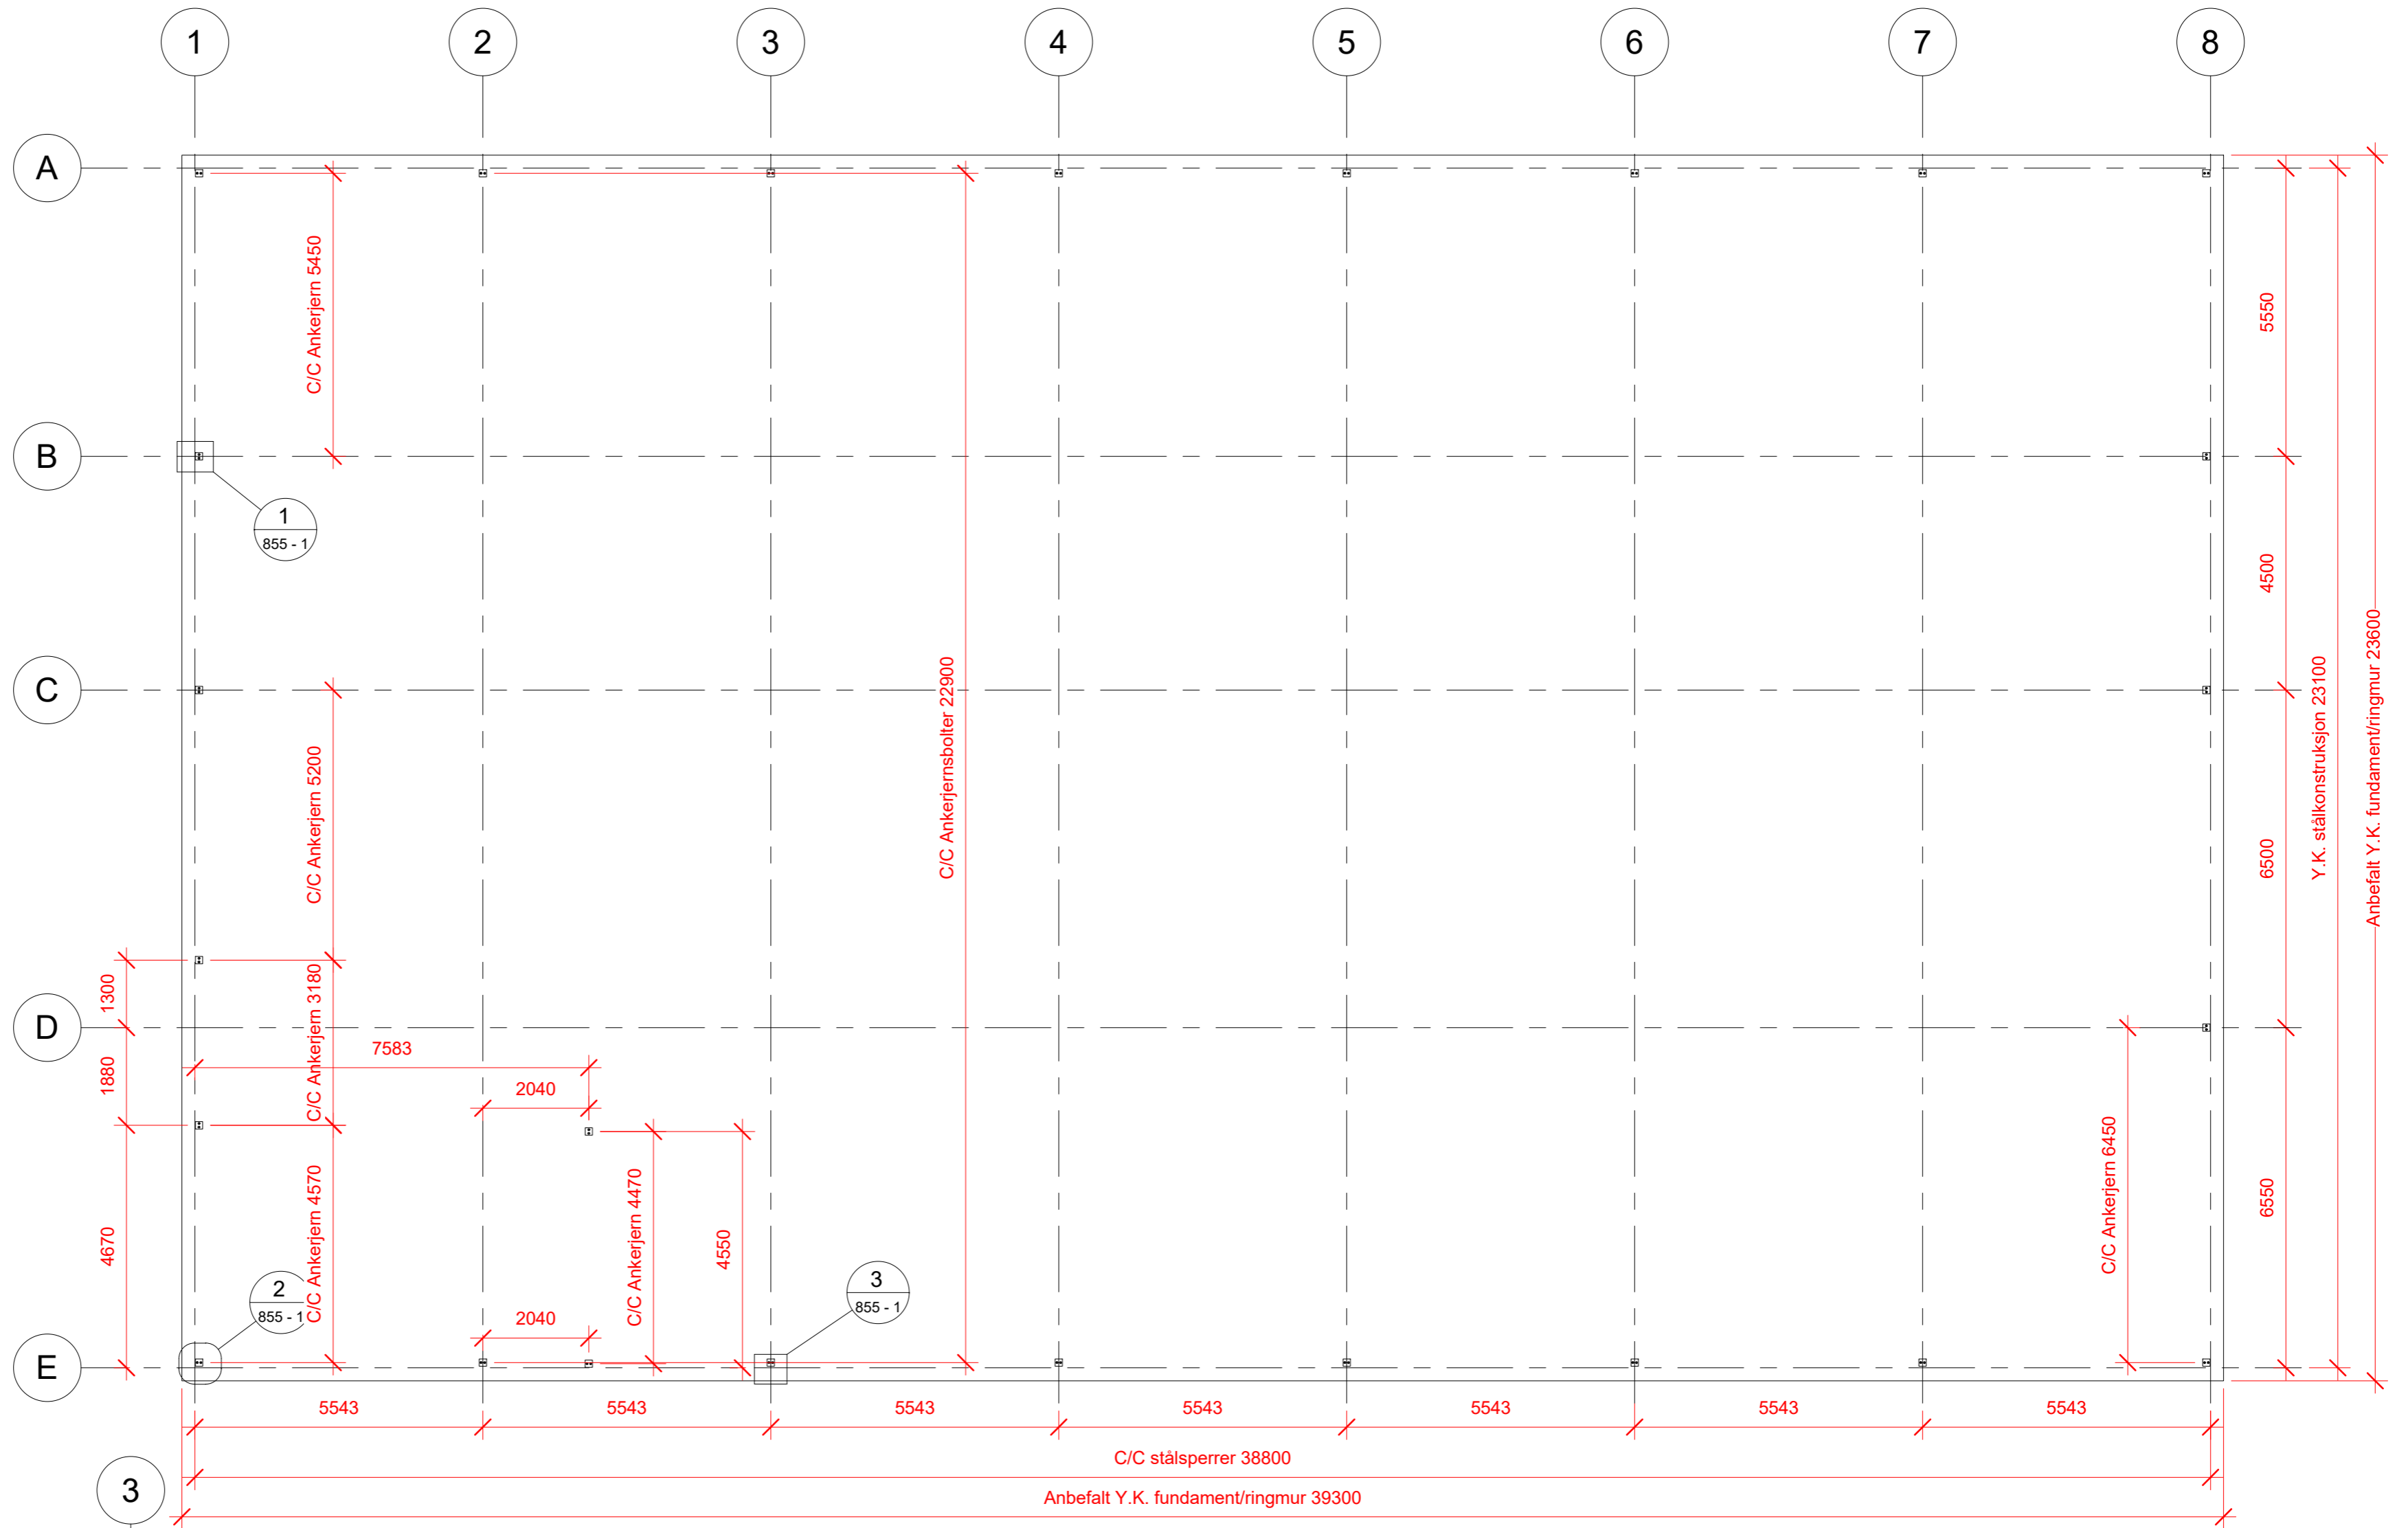 1 2 3 4 5 6 7 8
A
C/C Ankerjern 5450
5550
B
1
855 - 1
4500
C
C/C Ankerjernsbolter 22900
Y.K. stålkonstruksjon 23100
Anbefalt Y.K. fundament/ringmur 23600
C/C Ankerjern 5200
6500
1300
C/C Ankerjern 3180
D
7583
1880
2040
C/C Ankerjern 6450
6550
C/C Ankerjern 4570
C/C Ankerjern 4470
4550
4670
2
855 - 1
3
855 - 1
2040
E
5543 5543 5543 5543 5543 5543 5543
C/C stålsperrer 38800
3
Anbefalt Y.K. fundament/ringmur 39300